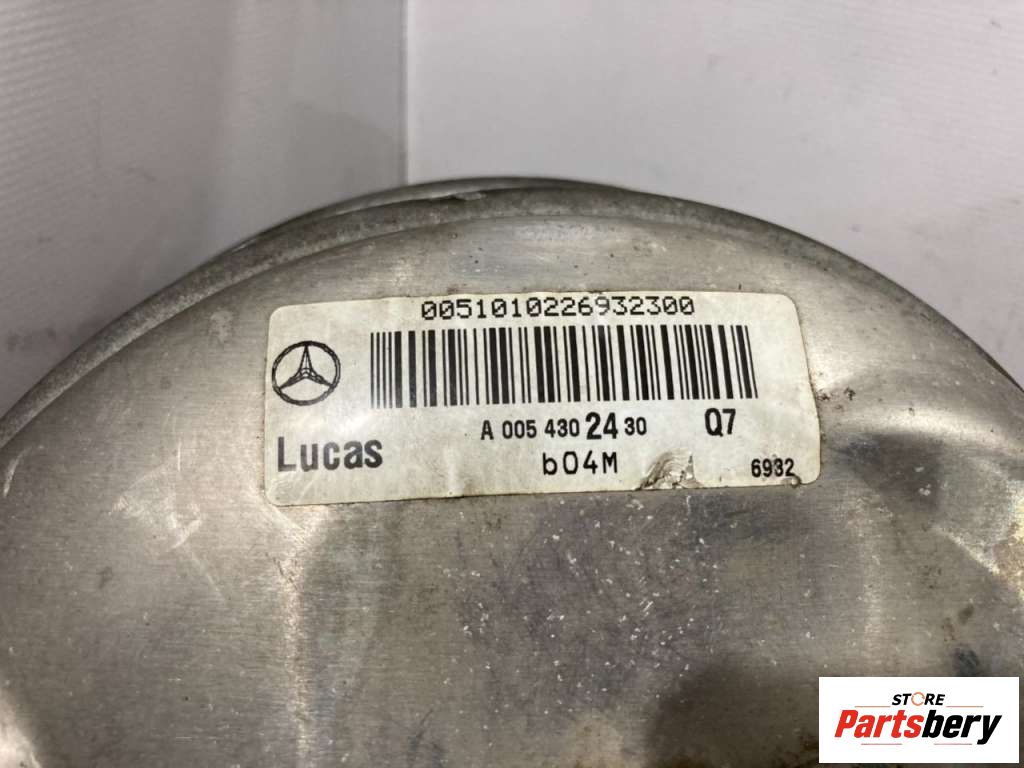 0051010226932300
A 005 430 24 30 Q7
Lucas
b04M
6932
STORE
Partsbery